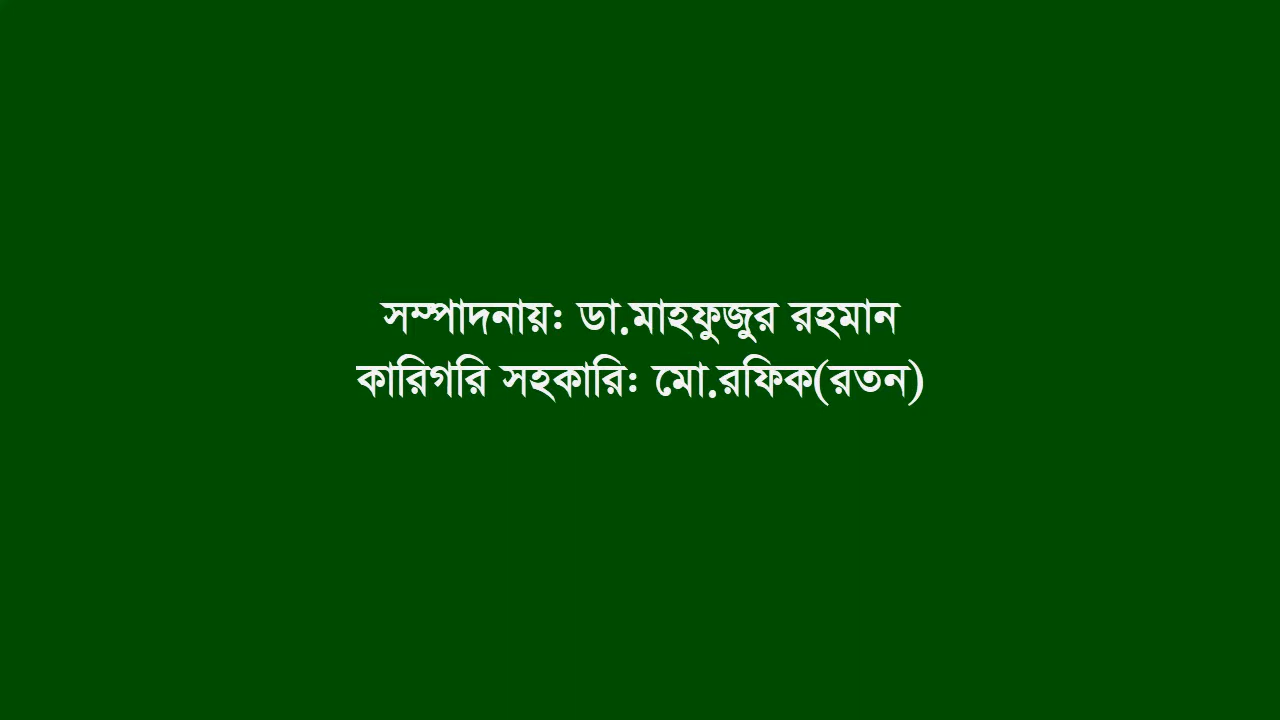 সম্পাদনায়: ডা.মাহফুজুর রহমান
কারিগরি সহকারি: মো.রফিক(রতন)